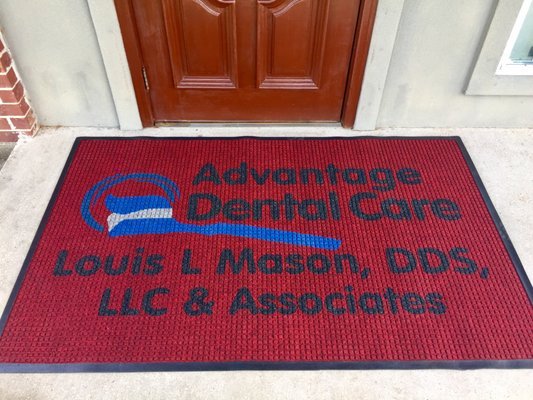 Advantage
Dental Care
Louis L Mason, DDS,
LLC & Associates